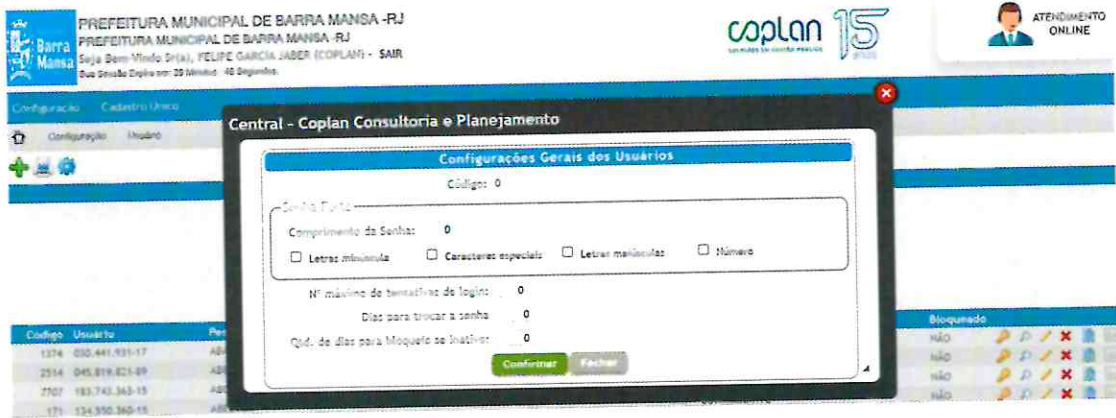 PREFEITURA MUNICIPAL DE BARRA MANSA -RJ
PREFEITURA MUNICIPAL DE BARRA MANSA -RJ
Seja Bem-Vindo Sr(a), FELIPE GARCIA JABER (COPLAN) - SAIR
Sua Sessão Expira em: 28 Minutos 48 Segundos.
Barra
Mansa
coplan 15
anos
ATENDIMENTO
ONLINE
Configuração Cadastro Único
Configuração Usuário
Central - Coplan Consultoria e Planejamento
Configurações Gerais dos Usuários
Código: 0
Senha Forte
Comprimento da Senha: 0
Letras minúscula Caracteres especiais Letras maiúsculas Número
Nº máximo de tentativas de login: 0
Dias para trocar a senha 0
Qtd. de dias para bloqueio se inativo: 0
Confirmar Fechar
Código Usuário Bloqueado
1374 030.441.931-17 NÃO
2514 045.819.821-89 NÃO
7707 183.743.363-15 NÃO
171 134.350.360-15 NÃO